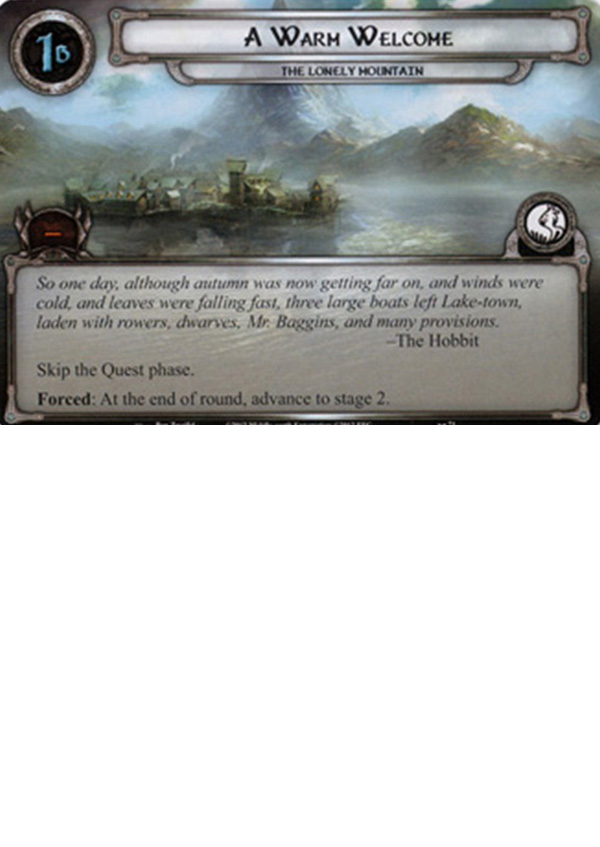 1B
A Warm Welcome
THE LONELY MOUNTAIN
–
So one day, although autumn was now getting far on, and winds were
cold, and leaves were falling fast, three large boats left Lake-town,
laden with rowers, dwarves, Mr. Baggins, and many provisions.
–The Hobbit
Skip the Quest phase.
Forced: At the end of round, advance to stage 2.